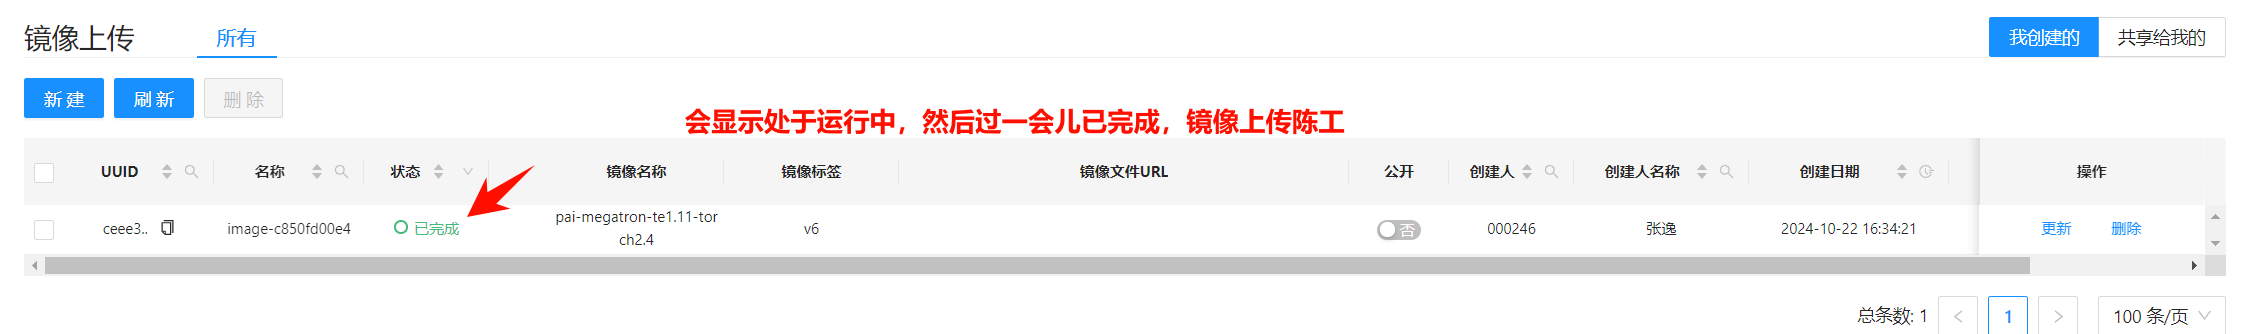 镜像上传 所有 我创建的 共享给我的
新 建 刷 新 删 除
会显示处于运行中，然后过一会儿已完成，镜像上传陈工
UUID 名称 状态 镜像名称 镜像标签 镜像文件URL 公开 创建人 创建人名称 创建日期 操作
ceee3.. image-c850fd00e4 已完成 pai-megatron-te1.11-tor
ch2.4 v6 否 000246 张逸 2024-10-22 16:34:21 更新 删除
总条数: 1 < 1 > 100 条/页